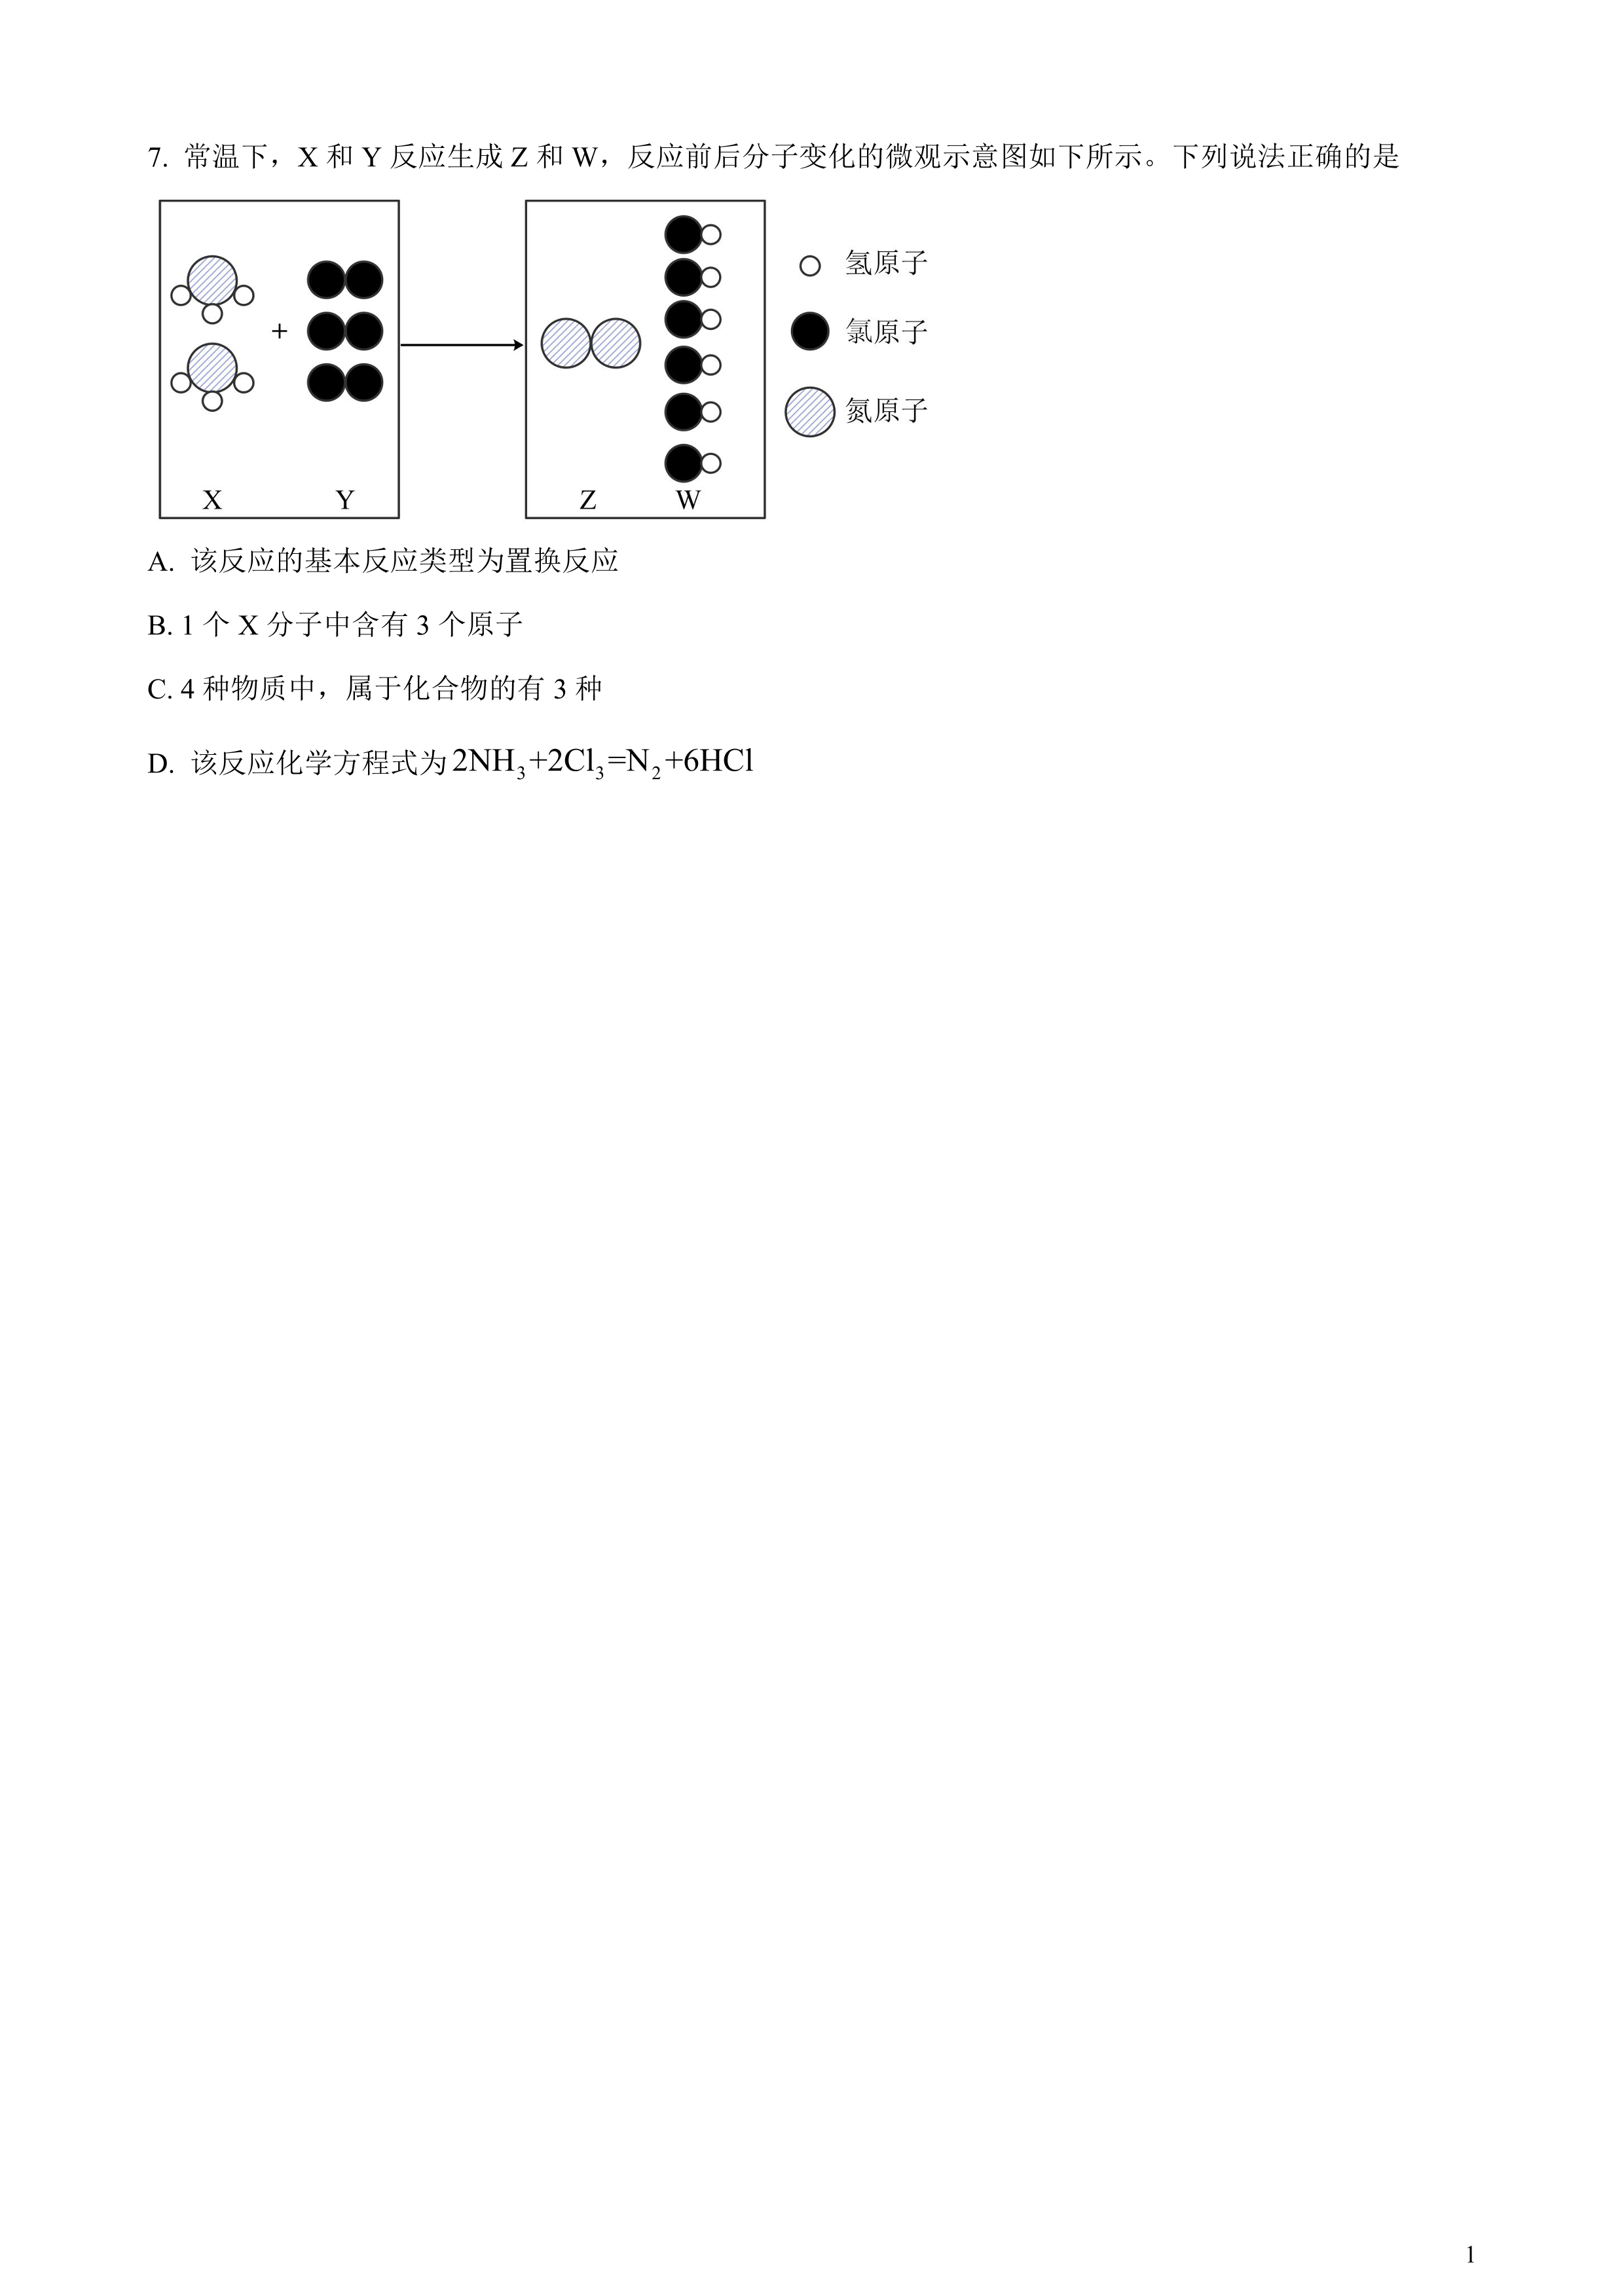 7. 常温下，X 和 Y 反应生成 Z 和 W，反应前后分子变化的微观示意图如下所示。下列说法正确的是
氢原子
+
氯原子
氮原子
X Y Z W
A. 该反应的基本反应类型为置换反应
B. 1 个 X 分子中含有 3 个原子
C. 4 种物质中，属于化合物的有 3 种
D. 该反应化学方程式为 2NH₃+2Cl₃=N₂+6HCl
1